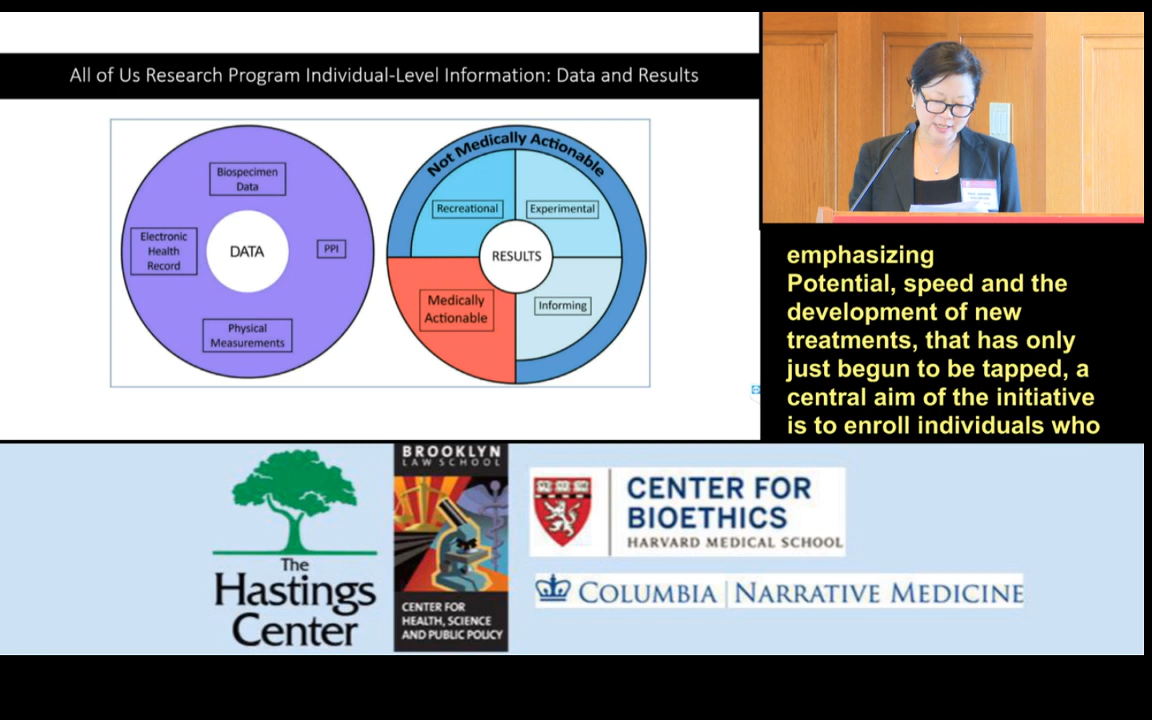 All of Us Research Program Individual-Level Information: Data and Results
Biospecimen
Data
Electronic
Health
Record
DATA
PPI
Physical
Measurements
Not Medically Actionable
Recreational
Experimental
RESULTS
Medically
Actionable
Informing
emphasizing
Potential, speed and the
development of new
treatments, that has only
just begun to be tapped, a
central aim of the initiative
is to enroll individuals who
The
Hastings
Center
BROOKLYN
LAW SCHOOL
CENTER FOR
HEALTH, SCIENCE
AND PUBLIC POLICY
CENTER FOR
BIOETHICS
HARVARD MEDICAL SCHOOL
COLUMBIA | NARRATIVE MEDICINE